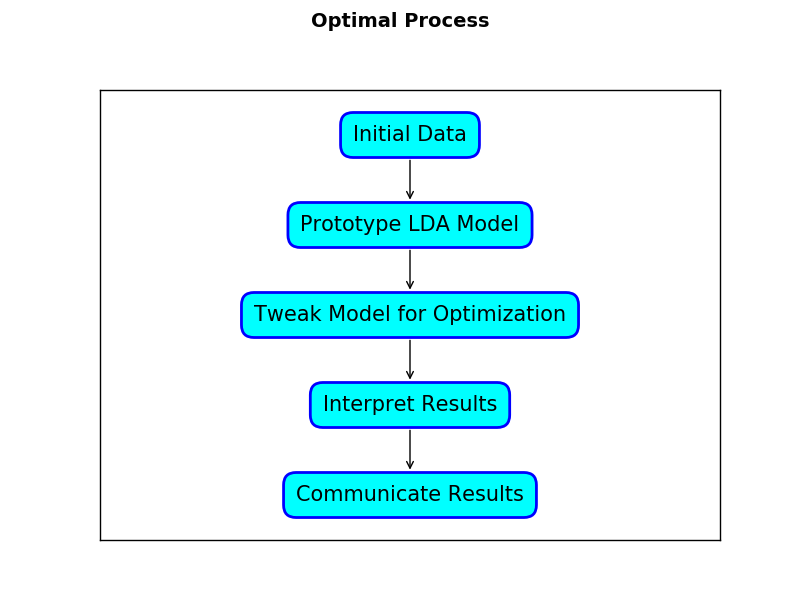 Optimal Process
Initial Data
Prototype LDA Model
Tweak Model for Optimization
Interpret Results
Communicate Results